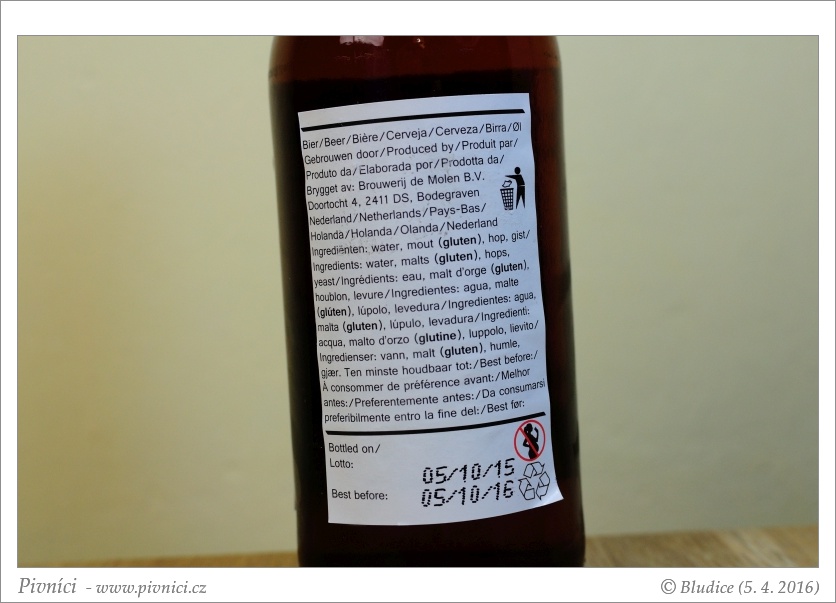 Bier/Beer/Bière/Cerveja/Cerveza/Birra/Øl
Gebrouwen door/Produced by/Produit par/
Produto da/Elaborada por/Prodotta da/
Brygget av: Brouwerij de Molen B.V.
Doortocht 4, 2411 DS, Bodegraven
Nederland/Netherlands/Pays-Bas/
Holanda/Holanda/Olanda/Nederland
Ingrediënten: water, mout (gluten), hop, gist/
Ingredients: water, malts (gluten), hops,
yeast/Ingrédients: eau, malt d'orge (gluten),
houblon, levure/Ingredientes: agua, malte
(glúten), lúpolo, levedura/Ingredientes: agua,
malta (gluten), lúpulo, levadura/Ingredienti:
acqua, malto d'orzo (glutine), luppolo, lievito/
Ingredienser: vann, malt (gluten), humle,
gjær. Ten minste houdbaar tot:/Best before:/
À consommer de préférence avant:/Melhor
antes:/Preferentemente antes:/Da consumarsi
preferibilmente entro la fine del:/Best før:
Bottled on/
Lotto:
05/10/15
Best before:
05/10/16
Pivníci - www.pivnici.cz
© Bludice (5. 4. 2016)